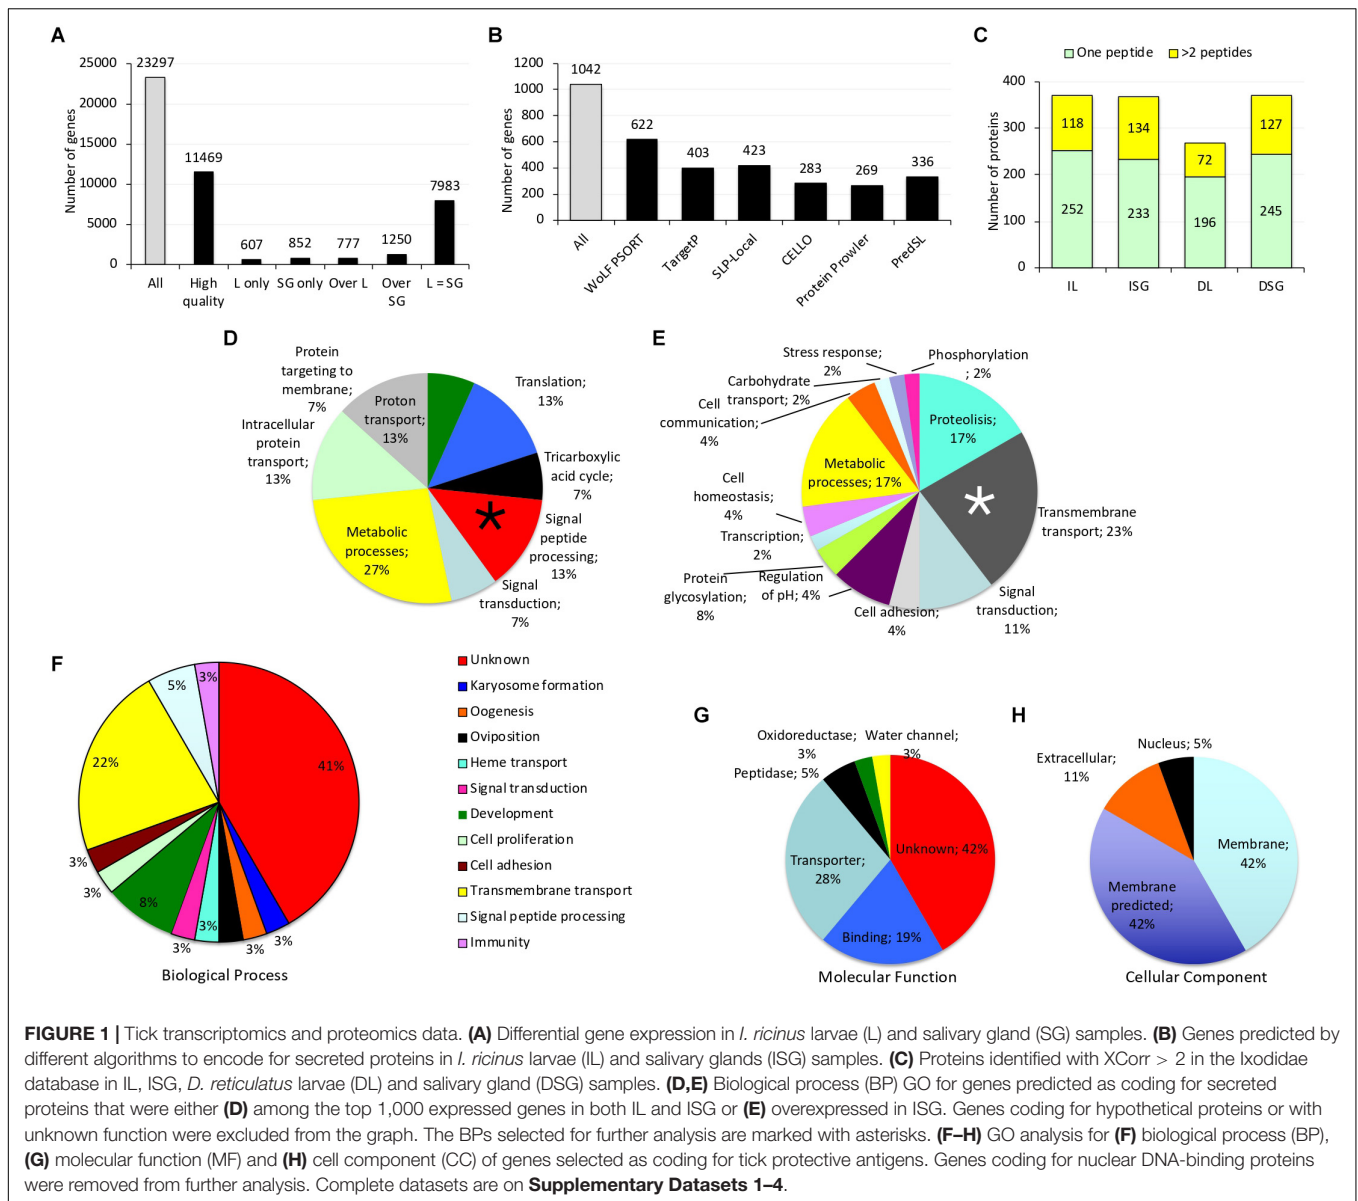 A
25000
20000
15000
10000
5000
0
Number of genes
23297
11469
607
852
777
1250
7983
All
High
quality
L only
SG only
Over L
Over
SG
L = SG
B
1200
1000
800
600
400
200
0
Number of genes
1042
622
403
423
283
269
336
All
WoLF PSORT
TargetP
SLP-Local
CELLO
Protein Prowler
PredSL
C
One peptide
>2 peptides
400
300
200
100
0
Number of proteins
118
134
72
127
252
233
196
245
IL
ISG
DL
DSG
D
Protein
targeting to
membrane;
7%
Intracellular
protein
transport;
13%
Proton
transport;
13%
Translation;
13%
Tricarboxylic
acid cycle;
7%
*
Signal
peptide
processing;
13%
Metabolic
processes;
27%
Signal
transduction;
7%
E
Stress response;
2%
Phosphorylation
; 2%
Carbohydrate
transport; 2%
Cell
communication;
4%
Proteolisis;
17%
Metabolic
processes; 17%
*
Transmembrane
transport; 23%
Cell
homeostasis;
4%
Transcription;
2%
Protein
glycosylation;
8%
Regulation
of pH; 4%
Cell adhesion;
4%
Signal
transduction;
11%
F
3%
5%
41%
22%
3%
3%
8%
3%
3%
3%
3%
Biological Process
Unknown
Karyosome formation
Oogenesis
Oviposition
Heme transport
Signal transduction
Development
Cell proliferation
Cell adhesion
Transmembrane transport
Signal peptide processing
Immunity
G
Oxidoreductase;
3%
Water channel;
3%
Peptidase; 5%
Unknown; 42%
Transporter;
28%
Binding; 19%
Molecular Function
H
Nucleus; 5%
Extracellular;
11%
Membrane;
42%
Membrane
predicted;
42%
Cellular Component
FIGURE 1 | Tick transcriptomics and proteomics data. (A) Differential gene expression in I. ricinus larvae (L) and salivary gland (SG) samples. (B) Genes predicted by
different algorithms to encode for secreted proteins in I. ricinus larvae (IL) and salivary glands (ISG) samples. (C) Proteins identified with XCorr > 2 in the Ixodidae
database in IL, ISG, D. reticulatus larvae (DL) and salivary gland (DSG) samples. (D,E) Biological process (BP) GO for genes predicted as coding for secreted
proteins that were either (D) among the top 1,000 expressed genes in both IL and ISG or (E) overexpressed in ISG. Genes coding for hypothetical proteins or with
unknown function were excluded from the graph. The BPs selected for further analysis are marked with asterisks. (F–H) GO analysis for (F) biological process (BP),
(G) molecular function (MF) and (H) cell component (CC) of genes selected as coding for tick protective antigens. Genes coding for nuclear DNA-binding proteins
were removed from further analysis. Complete datasets are on Supplementary Datasets 1–4.